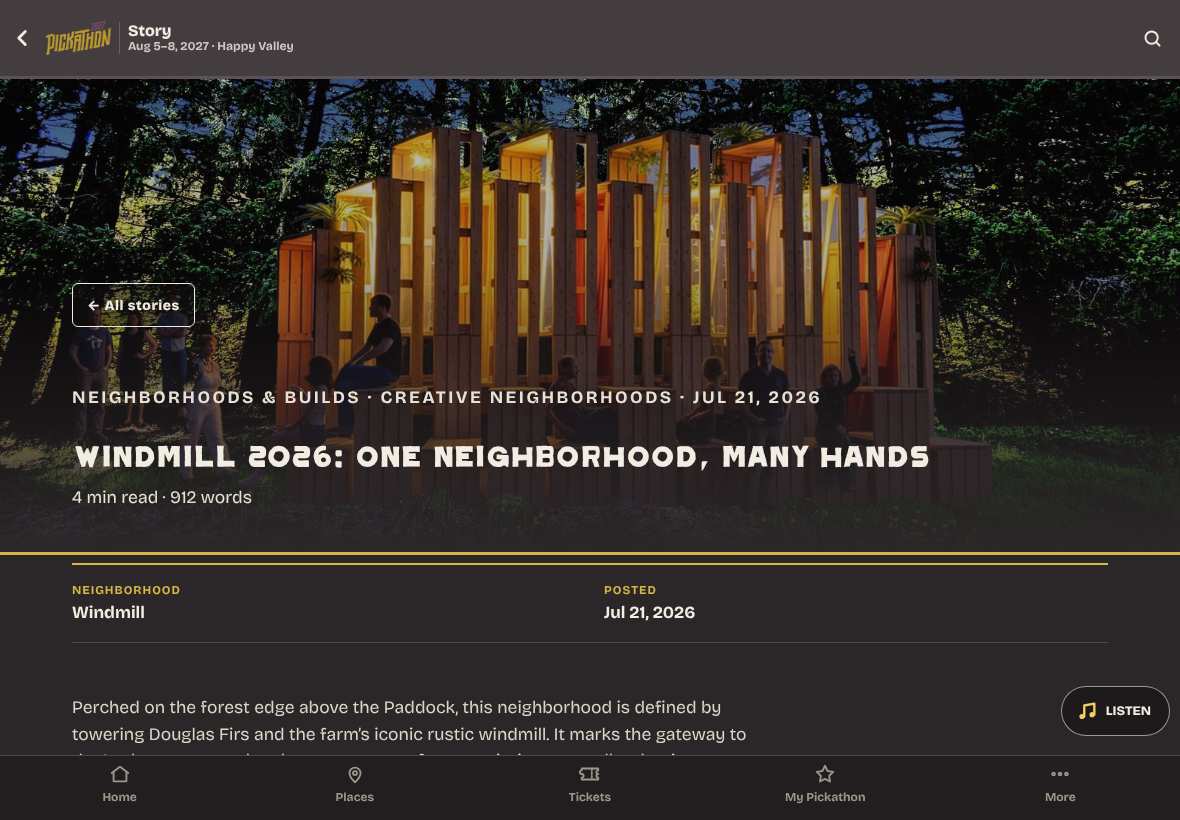 PICKATHON
Story
Aug 5–8, 2027 · Happy Valley
← All stories
NEIGHBORHOODS & BUILDS · CREATIVE NEIGHBORHOODS · JUL 21, 2026
WINDMILL 2026: ONE NEIGHBORHOOD, MANY HANDS
4 min read · 912 words
NEIGHBORHOOD
Windmill
POSTED
Jul 21, 2026
Perched on the forest edge above the Paddock, this neighborhood is defined by
towering Douglas Firs and the farm's iconic rustic windmill. It marks the gateway to
LISTEN
Home
Places
Tickets
My Pickathon
More